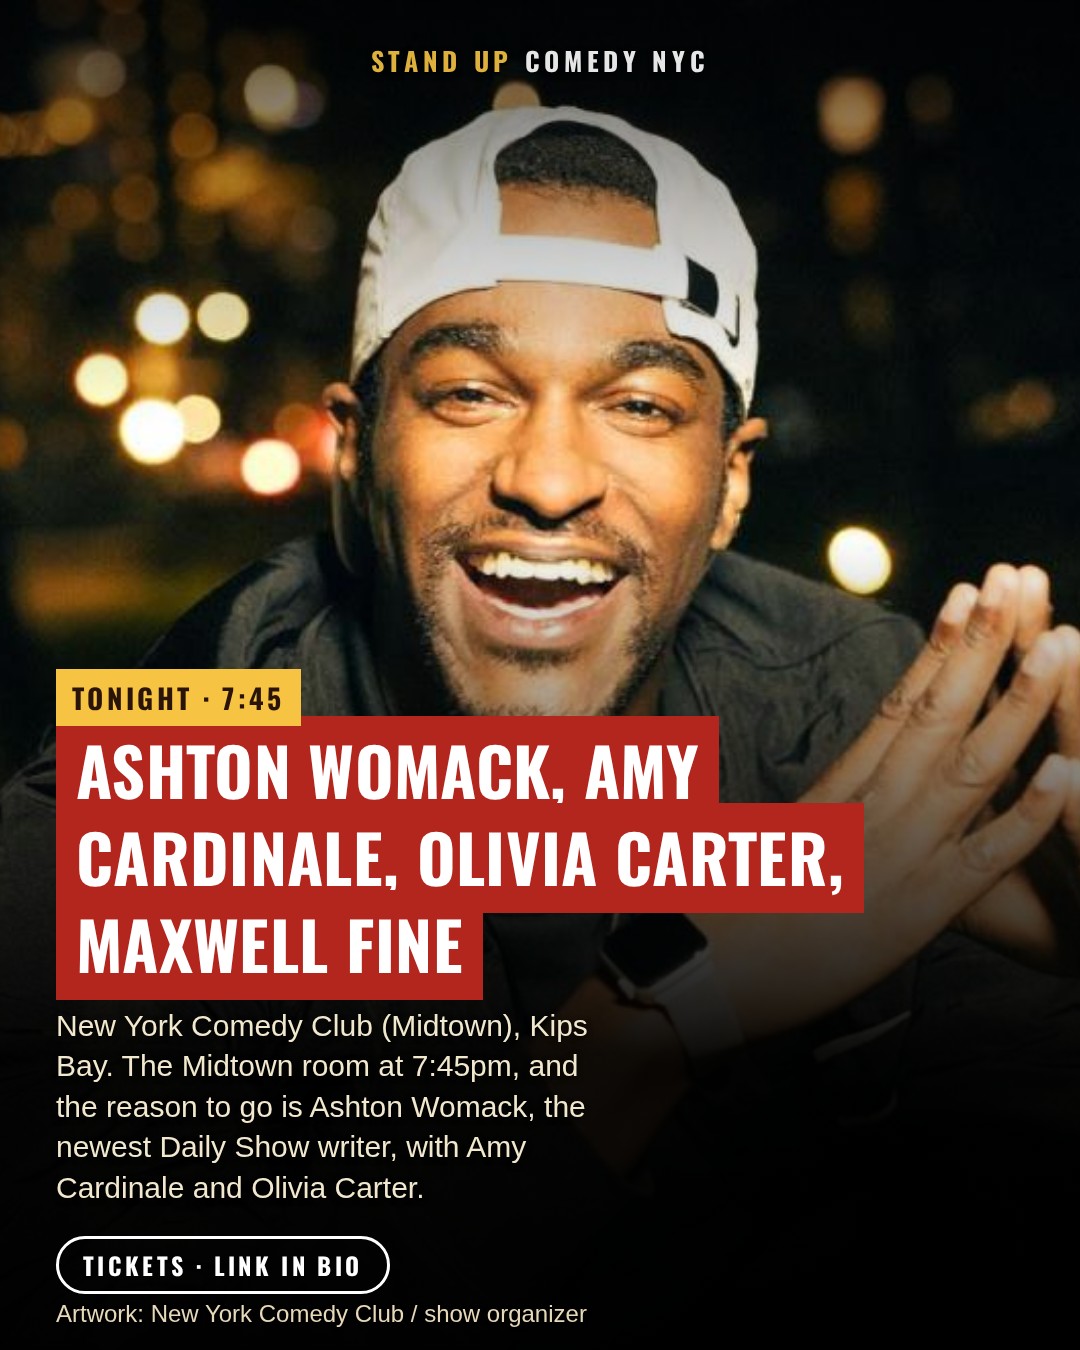 STAND UP COMEDY NYC
TONIGHT · 7:45
ASHTON WOMACK, AMY
CARDINALE, OLIVIA CARTER,
MAXWELL FINE
New York Comedy Club (Midtown), Kips
Bay. The Midtown room at 7:45pm, and
the reason to go is Ashton Womack, the
newest Daily Show writer, with Amy
Cardinale and Olivia Carter.
TICKETS · LINK IN BIO
Artwork: New York Comedy Club / show organizer